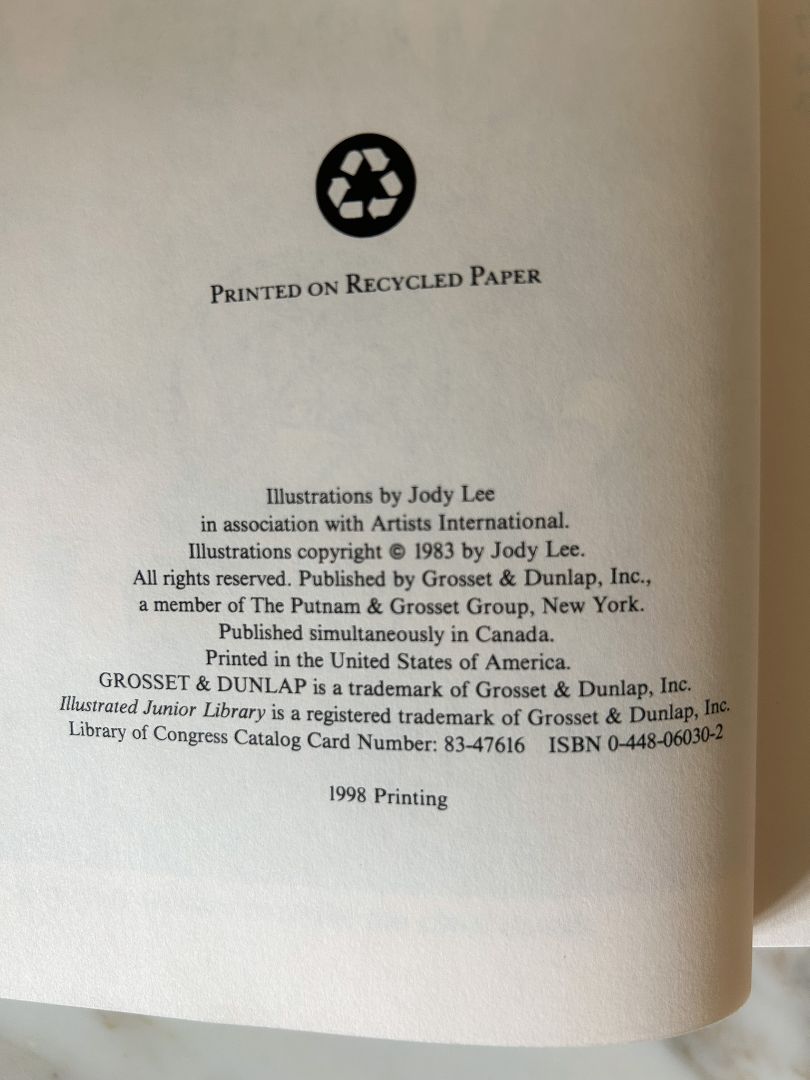 PRINTED ON RECYCLED PAPER
Illustrations by Jody Lee
in association with Artists International.
Illustrations copyright © 1983 by Jody Lee.
All rights reserved. Published by Grosset & Dunlap, Inc.,
a member of The Putnam & Grosset Group, New York.
Published simultaneously in Canada.
Printed in the United States of America.
GROSSET & DUNLAP is a trademark of Grosset & Dunlap, Inc.
Illustrated Junior Library is a registered trademark of Grosset & Dunlap, Inc.
Library of Congress Catalog Card Number: 83-47616 ISBN 0-448-06030-2
1998 Printing